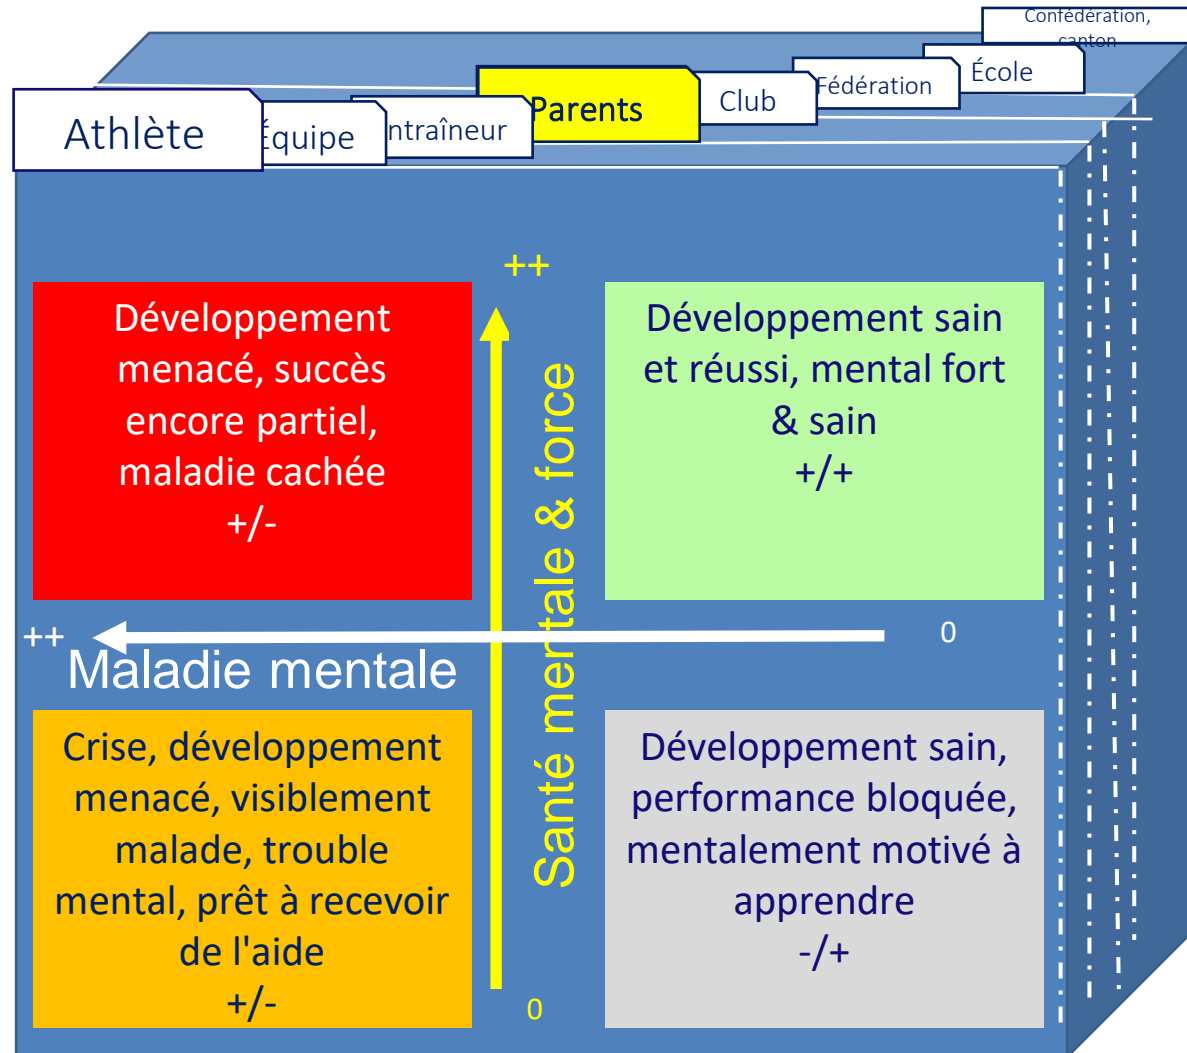 Confédération,
canton
École
Fédération
Club
Parents
ntraîneur
Équipe
Athlète
++
Développement
menacé, succès
encore partiel,
maladie cachée
+/-
Développement sain
et réussi, mental fort
& sain
+/+
Santé mentale & force
++
0
Maladie mentale
Crise, développement
menacé, visiblement
malade, trouble
mental, prêt à recevoir
de l'aide
+/-
Développement sain,
performance bloquée,
mentalement motivé à
apprendre
-/+
0